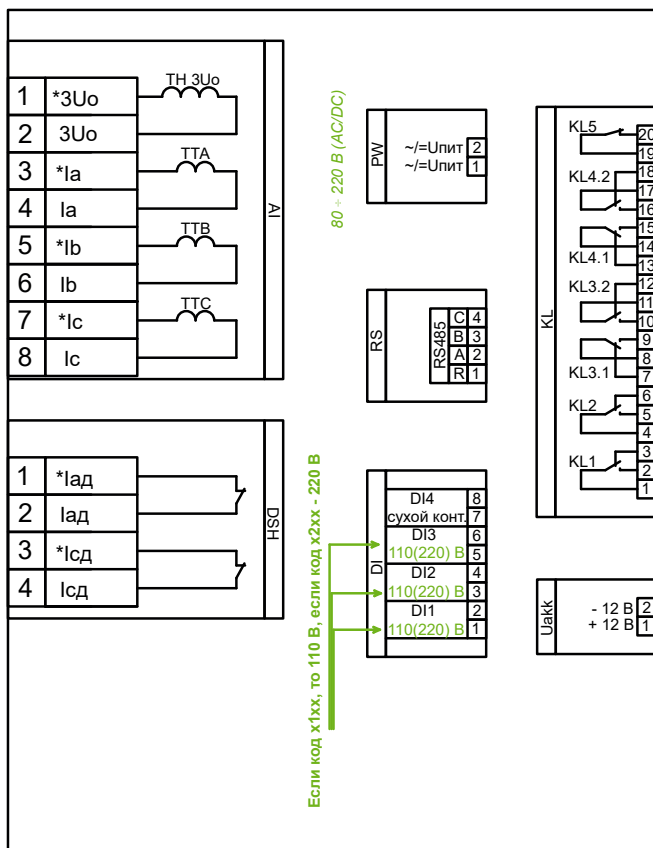 AI
1 *3Uo
2 3Uo
3 *Ia
4 Ia
5 *Ib
6 Ib
7 *Ic
8 Ic
ТН 3Uo
ТТА
ТТВ
ТТС
DSH
1 *Iaд
2 Iaд
3 *Icд
4 Icд
80 ÷ 220 В (AC/DC)
PW
~/=Uпит 2
~/=Uпит 1
RS
RS485
C 4
B 3
A 2
R 1
Если код х1хх, то 110 В, если код х2хх - 220 В
DI
DI4 8
сухой конт. 7
DI3 6
110(220) В 5
DI2 4
110(220) В 3
DI1 2
110(220) В 1
KL
KL5
KL4.2
KL4.1
KL3.2
KL3.1
KL2
KL1
20
19
18
17
16
15
14
13
12
11
10
9
8
7
6
5
4
3
2
1
Uakk
- 12 В 2
+ 12 В 1